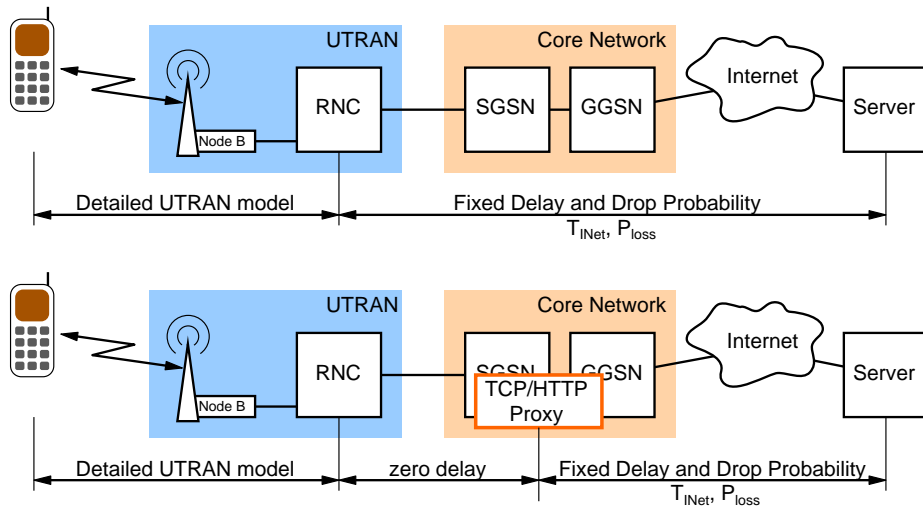 UTRAN
Core Network
Internet
RNC
SGSN
GGSN
Server
Node B
Detailed UTRAN model
Fixed Delay and Drop Probability
T_INet, P_loss
UTRAN
Core Network
Internet
RNC
SGSN
GGSN
Server
TCP/HTTP
Proxy
Node B
Detailed UTRAN model
zero delay
Fixed Delay and Drop Probability
T_INet, P_loss